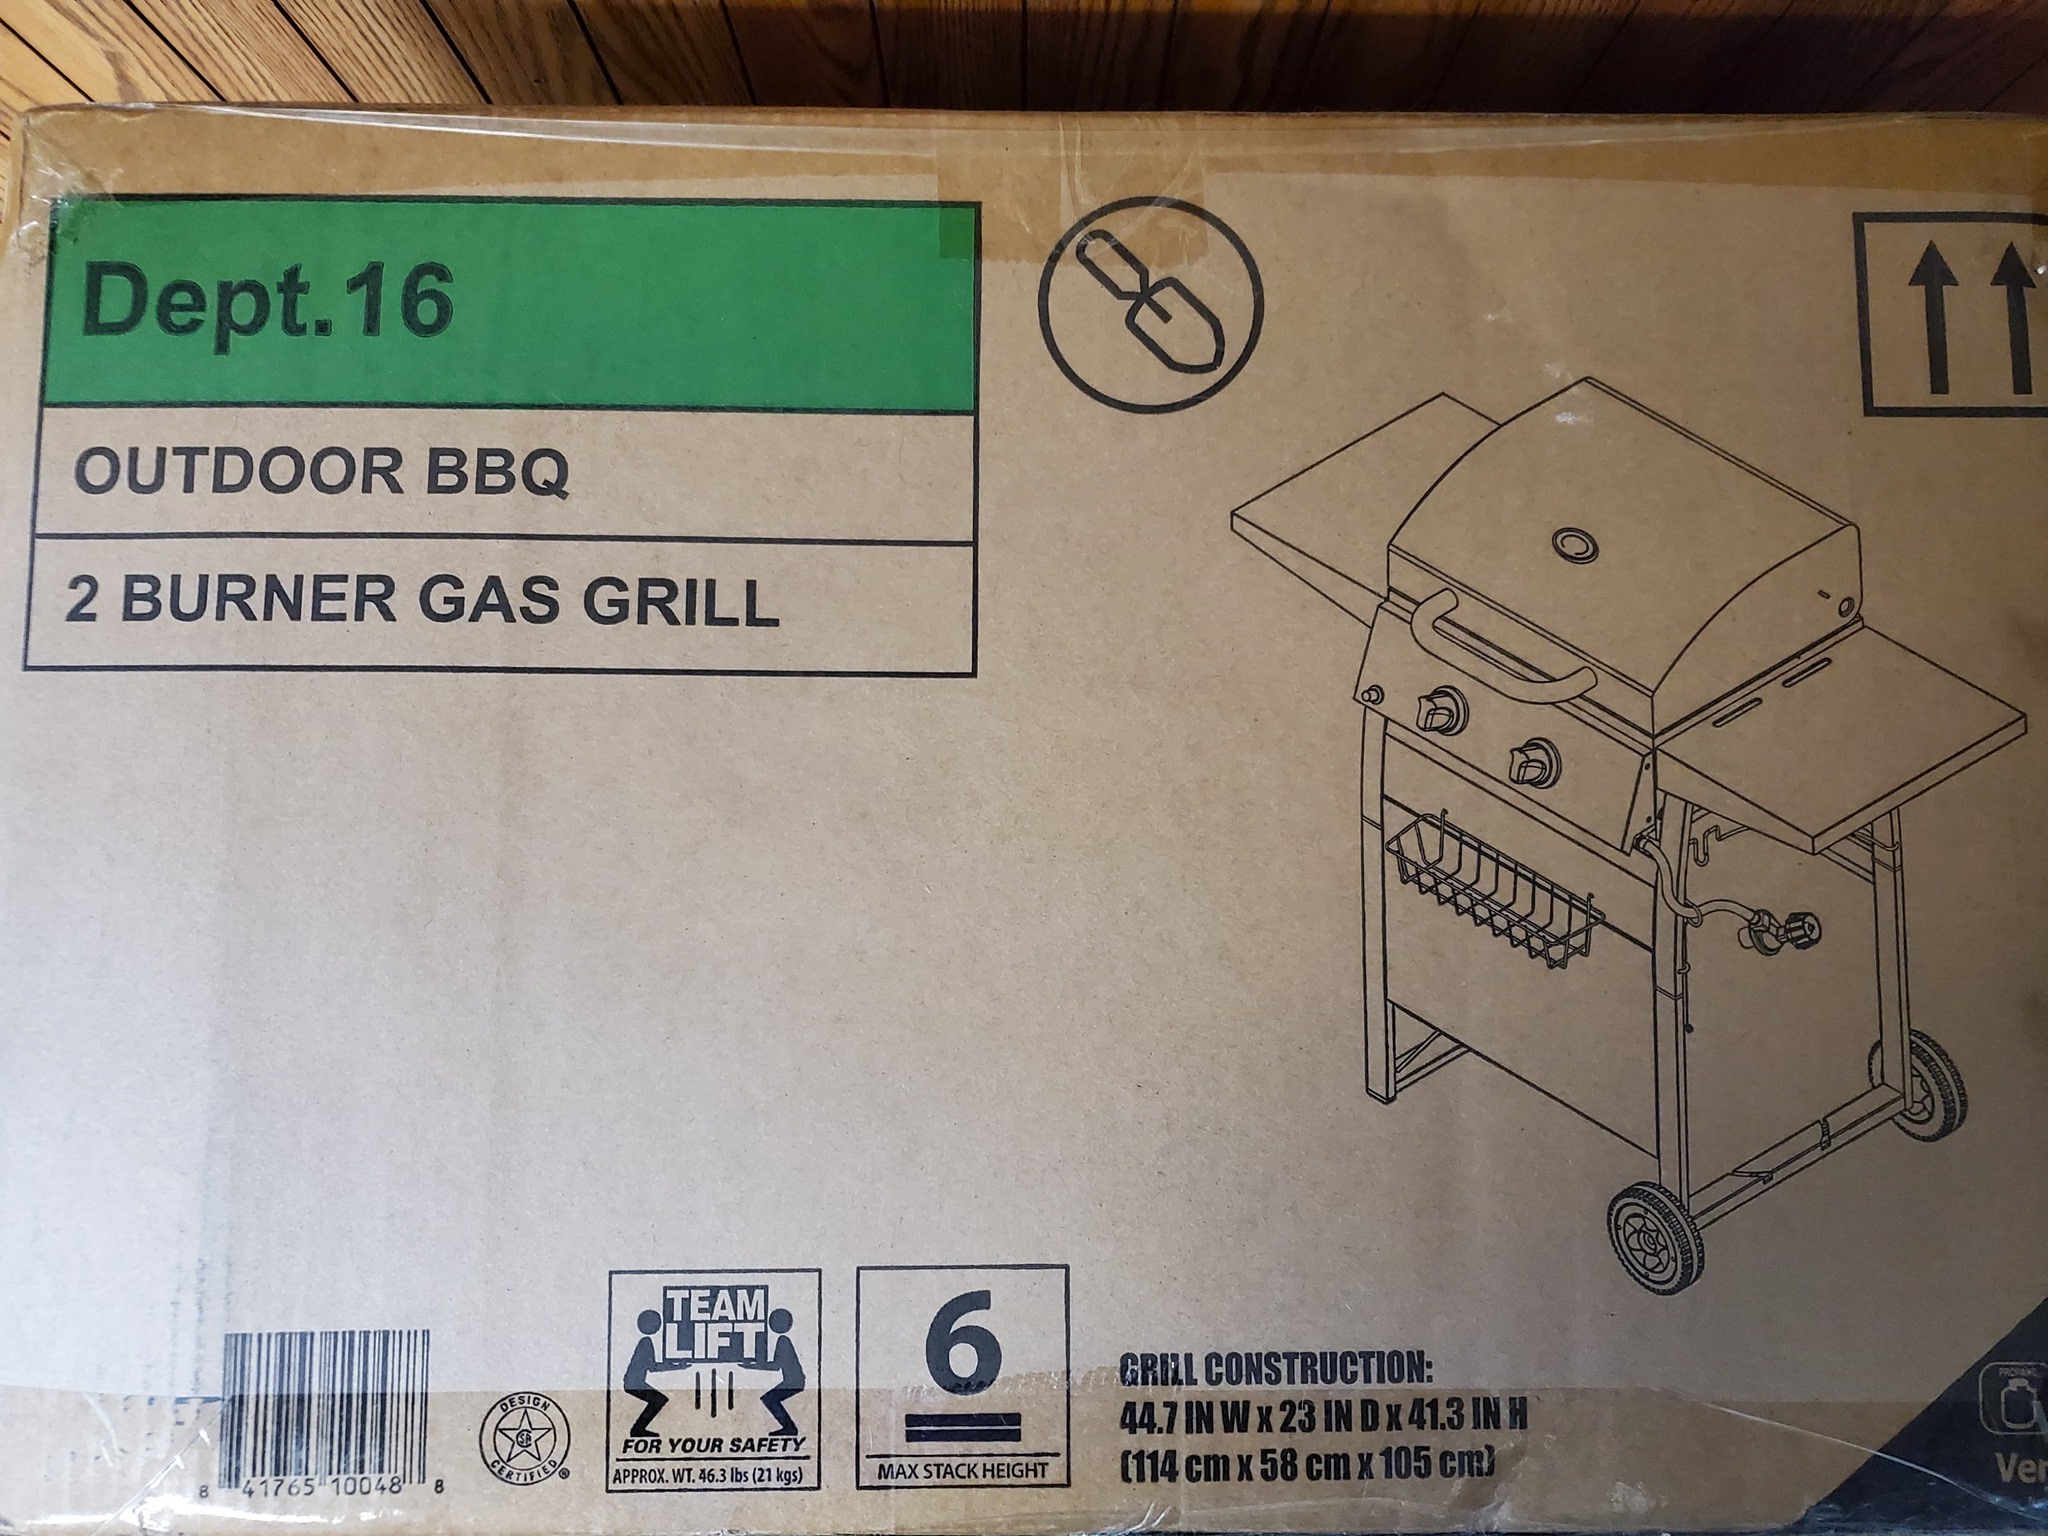 Dept.16
OUTDOOR BBQ
2 BURNER GAS GRILL
TEAM
LIFT
FOR YOUR SAFETY
APPROX. WT. 46.3 lbs (21 kgs)
6
MAX STACK HEIGHT
GRILL CONSTRUCTION:
44.7 IN W x 23 IN D x 41.3 IN H
(114 cm x 58 cm x 105 cm)
8 41765 10048 8
DESIGN
CERTIFIED ®
PROPANE
Ver